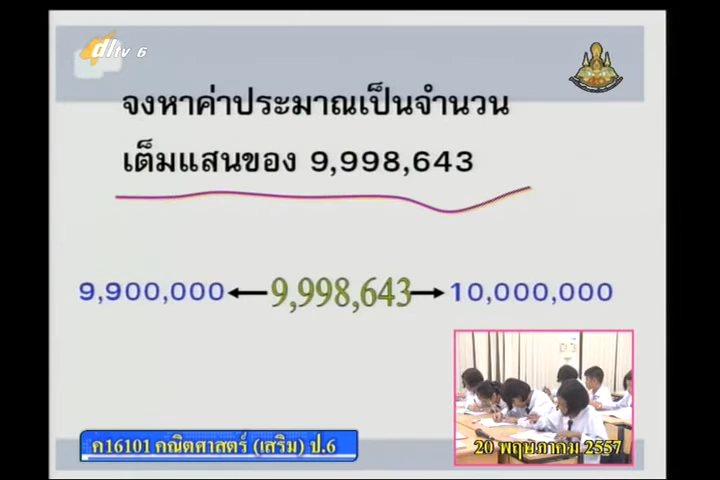 dltv 6
จงหาค่าประมาณเป็นจำนวน
เต็มแสนของ 9,998,643
9,900,000 9,998,643 10,000,000
ค16101 คณิตศาสตร์ (เสริม) ป.6
20 พฤษภาคม 2557